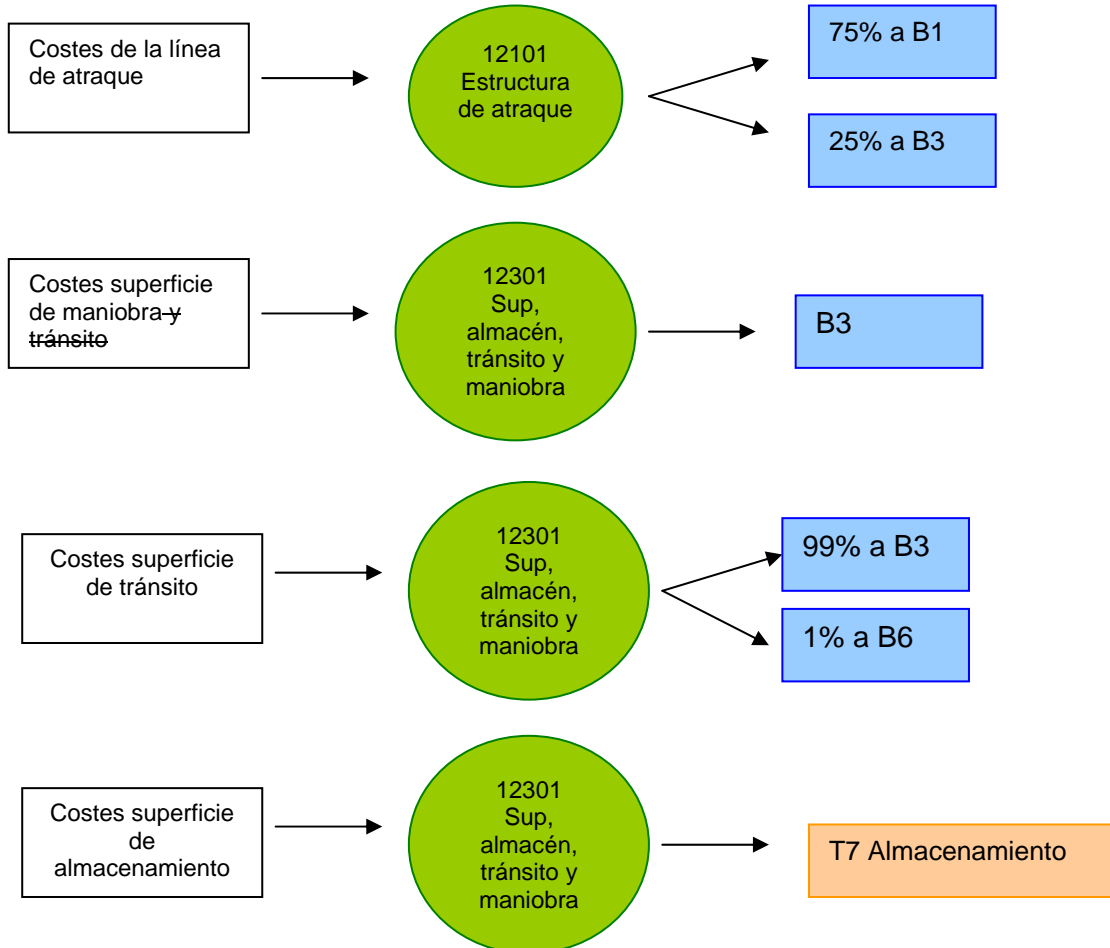 Costes de la línea
de atraque
12101
Estructura
de atraque
75% a B1
25% a B3
Costes superficie
de maniobra y
tránsito
12301
Sup,
almacén,
tránsito y
maniobra
B3
Costes superficie
de tránsito
12301
Sup,
almacén,
tránsito y
maniobra
99% a B3
1% a B6
Costes superficie
de
almacenamiento
12301
Sup,
almacén,
tránsito y
maniobra
T7 Almacenamiento